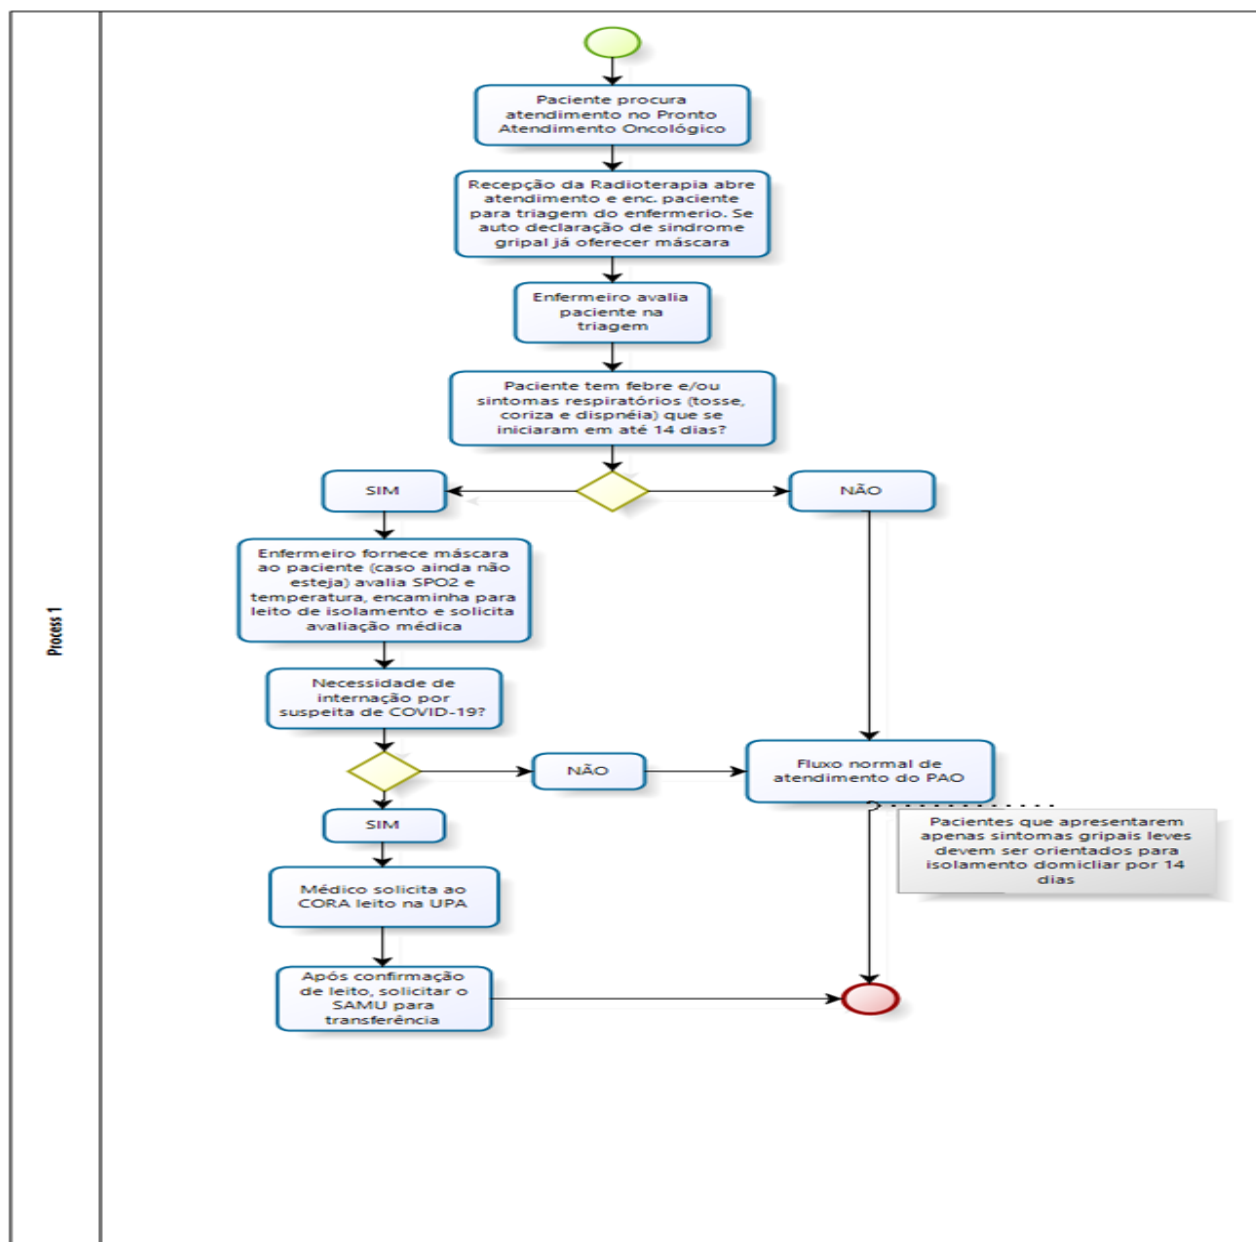 Process 1
Paciente procura
atendimento no Pronto
Atendimento Oncológico
Recepção da Radioterapia abre
atendimento e enc. paciente
para triagem do enfermerio. Se
auto declaração de sindrome
gripal já oferecer máscara
Enfermeiro avalia
paciente na
triagem
Paciente tem febre e/ou
sintomas respiratórios (tosse,
coriza e dispnéia) que se
iniciaram em até 14 dias?
SIM
NÃO
Enfermeiro fornece máscara
ao paciente (caso ainda não
esteja) avalia SPO2 e
temperatura, encaminha para
leito de isolamento e solicita
avaliação médica
Necessidade de
internação por
suspeita de COVID-19?
NÃO
Fluxo normal de
atendimento do PAO
SIM
Pacientes que apresentarem
apenas sintomas gripais leves
devem ser orientados para
isolamento domicliar por 14
dias
Médico solicita ao
CORA leito na UPA
Após confirmação
de leito, solicitar o
SAMU para
transferência